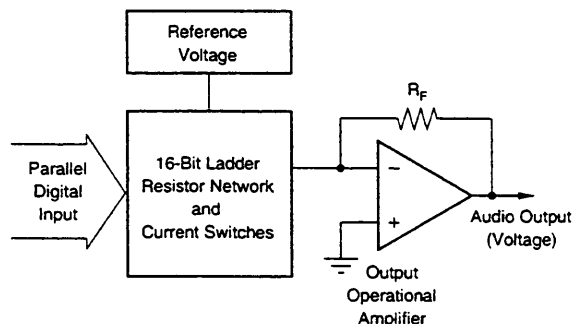 Reference
Voltage
R_F
Parallel
Digital
Input
16-Bit Ladder
Resistor Network
and
Current Switches
−
+
Audio Output
(Voltage)
Output
Operational
Amplifier